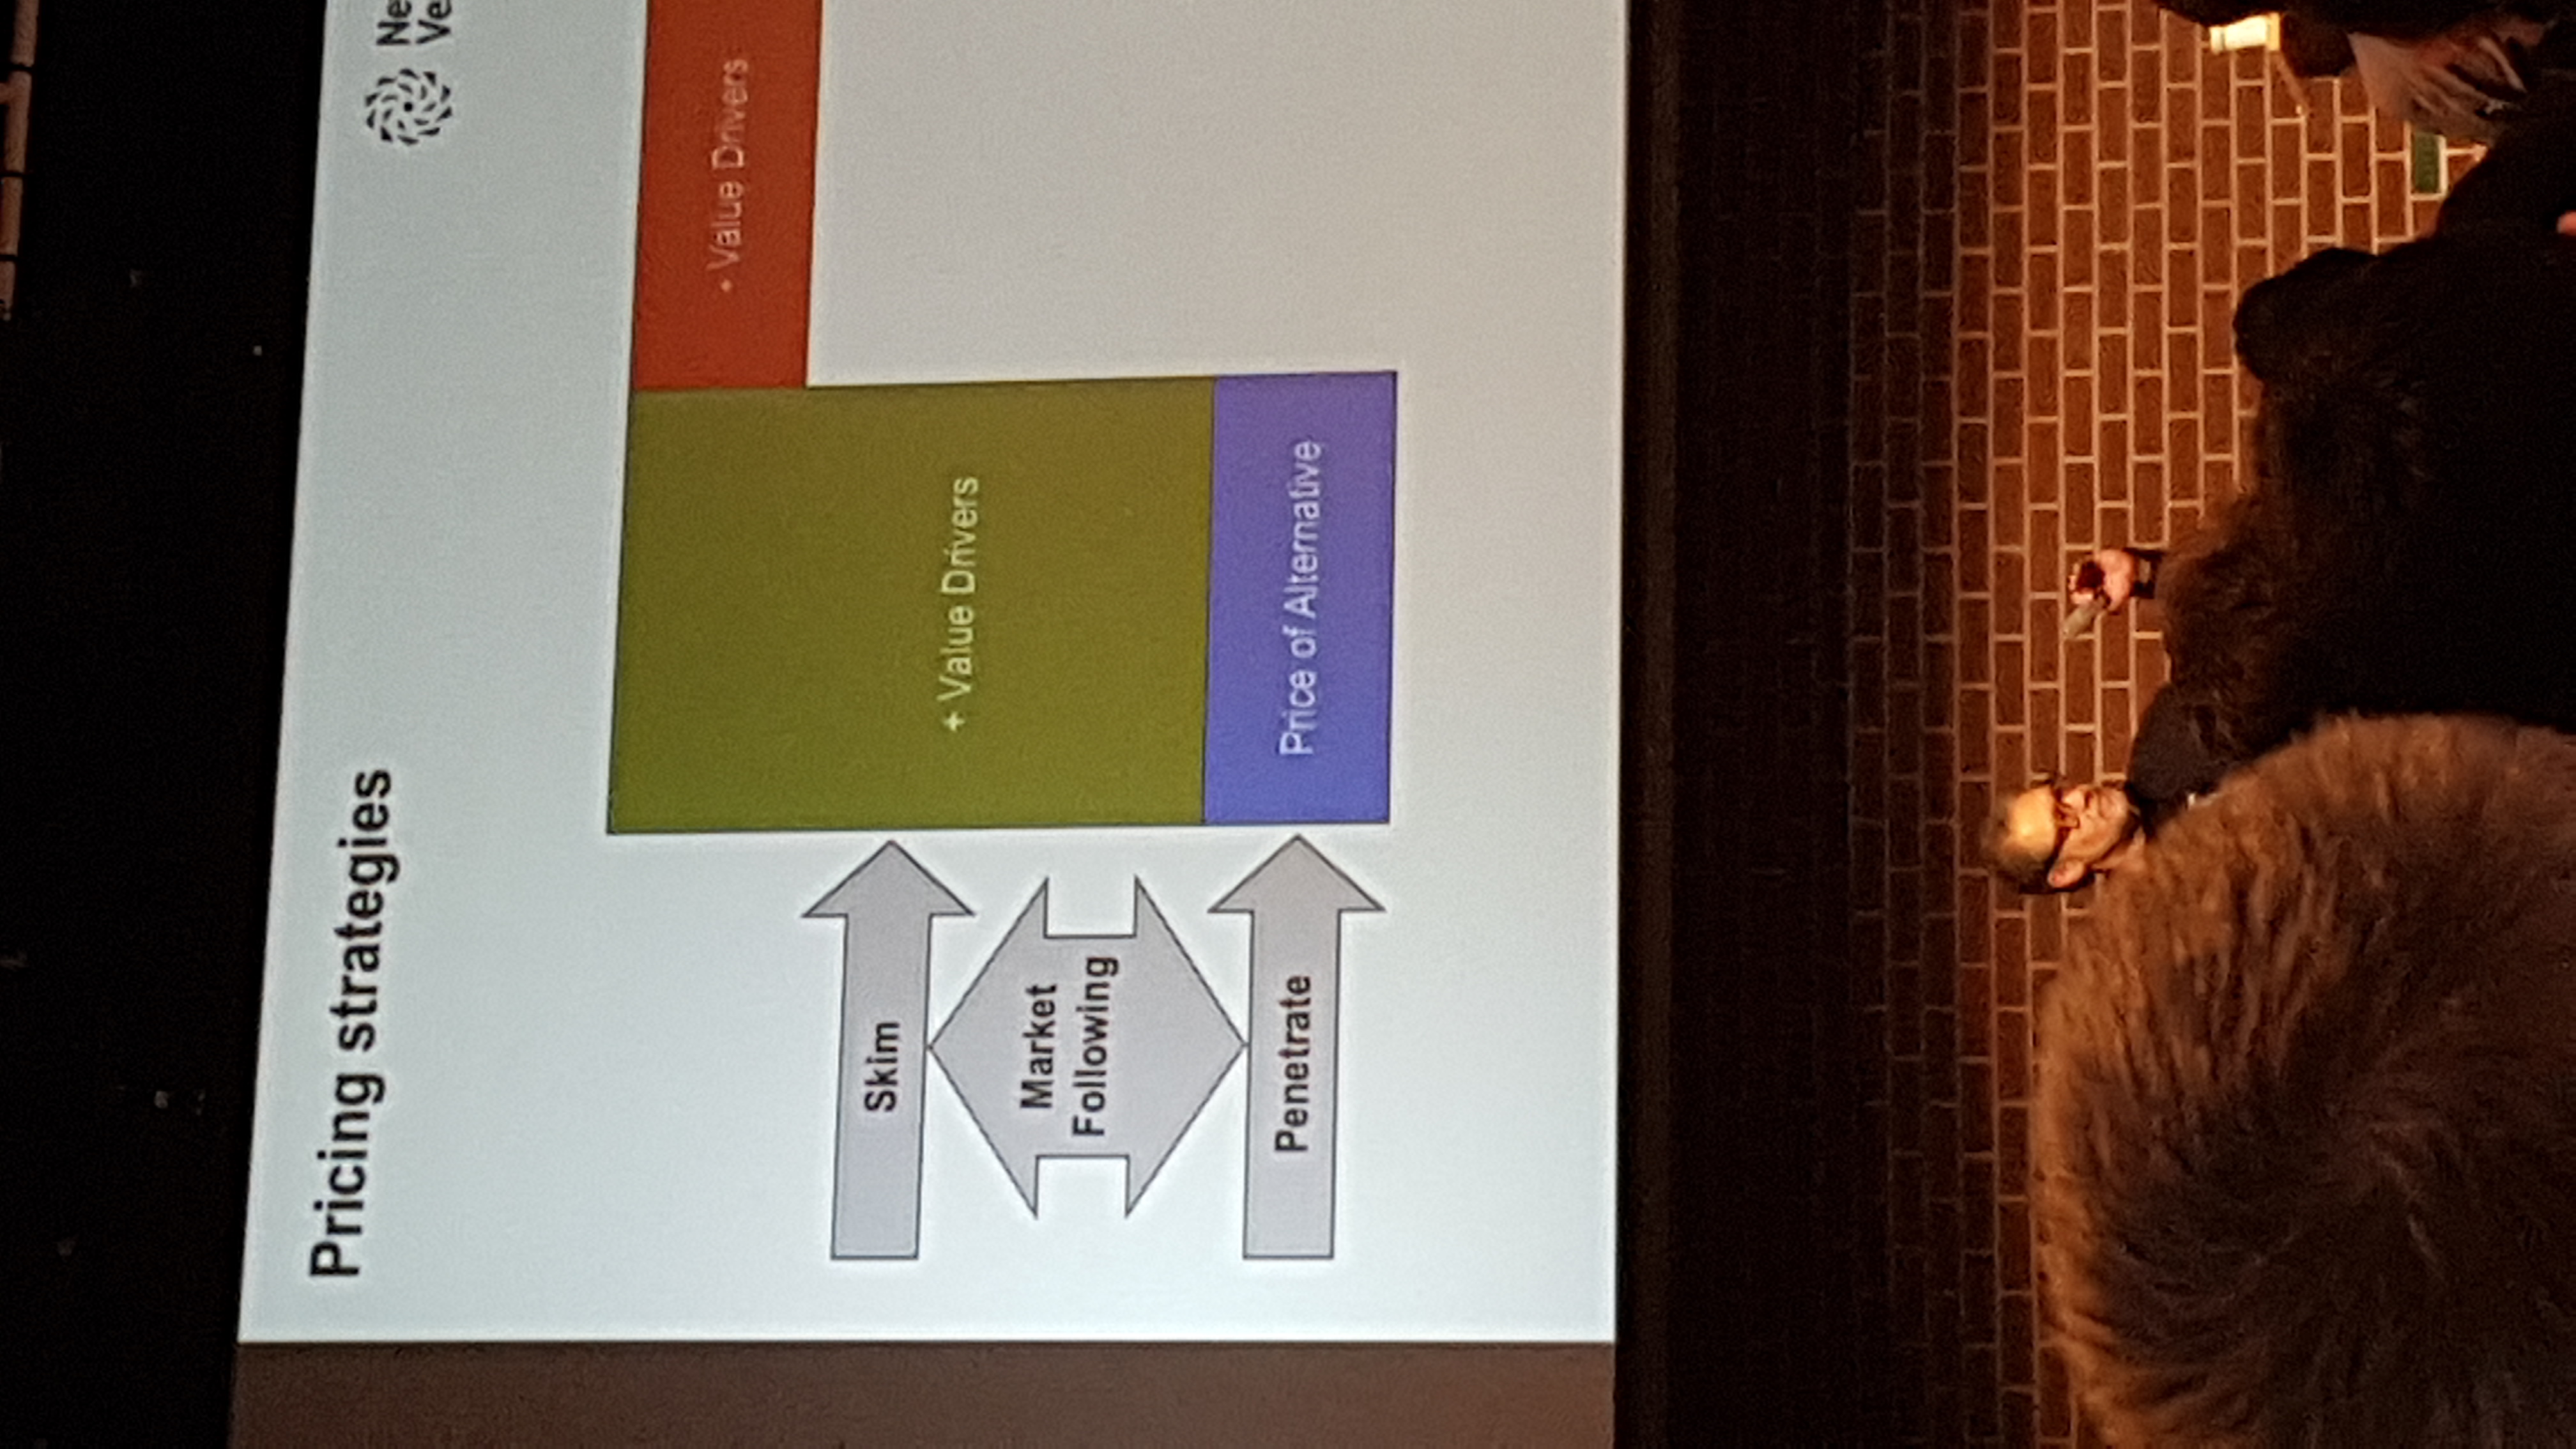 Pricing strategies
Ne
Ve
- Value Drivers
Skim
+ Value Drivers
Market
Following
Penetrate
Price of Alternative